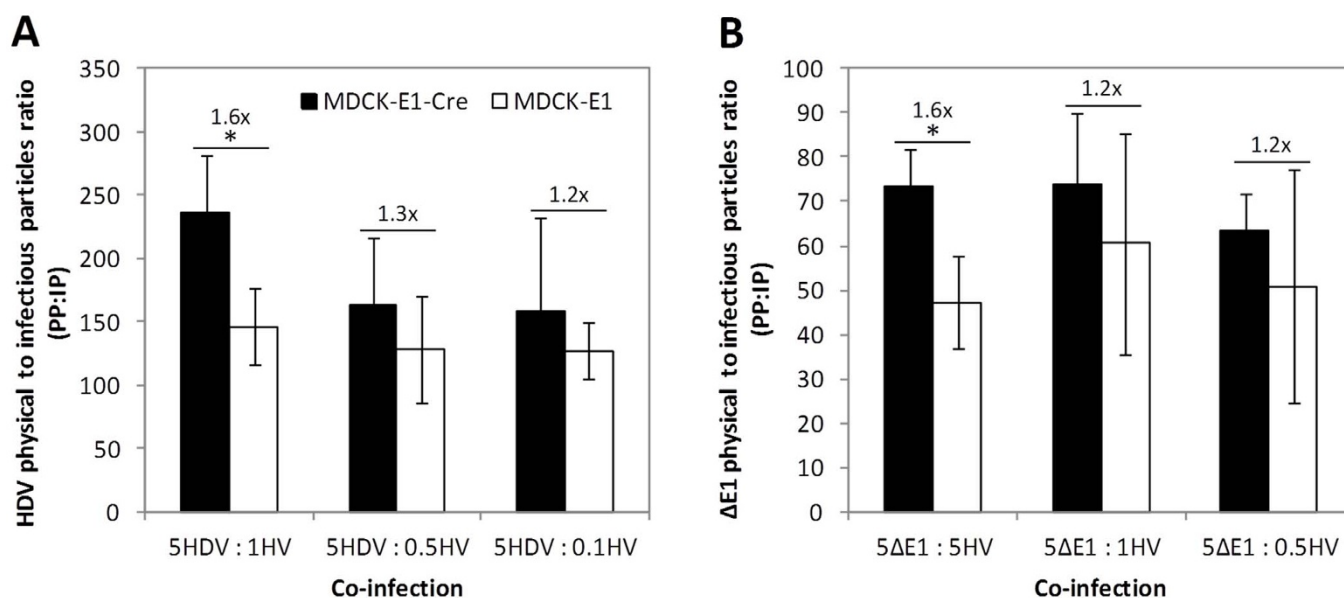 A
HDV physical to infectious particles ratio
(PP:IP)
350
300
250
200
150
100
50
0
MDCK-E1-Cre MDCK-E1
1.6x
*
1.3x
1.2x
5HDV : 1HV 5HDV : 0.5HV 5HDV : 0.1HV
Co-infection
B
ΔE1 physical to infectious particles ratio
(PP:IP)
100
90
80
70
60
50
40
30
20
10
0
1.6x
*
1.2x
1.2x
5ΔE1 : 5HV 5ΔE1 : 1HV 5ΔE1 : 0.5HV
Co-infection